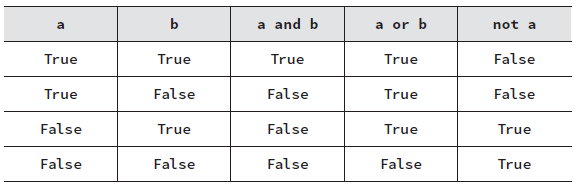 a b a and b a or b not a
True True True True False
True False False True False
False True False True True
False False False False True